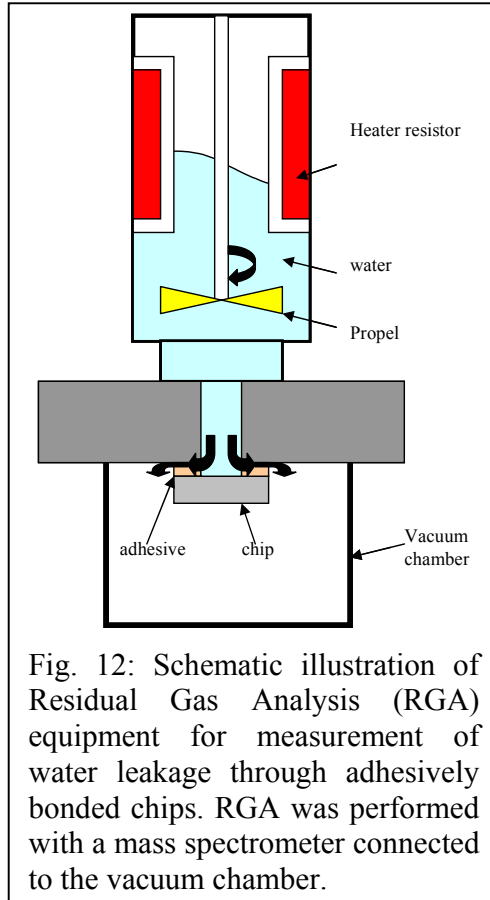 Heater resistor
water
Propel
adhesive
chip
Vacuum
chamber
Fig. 12: Schematic illustration of
Residual Gas Analysis (RGA)
equipment for measurement of
water leakage through adhesively
bonded chips. RGA was performed
with a mass spectrometer connected
to the vacuum chamber.